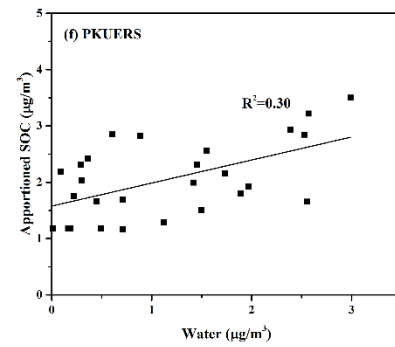 (f) PKUERS
R²=0.30
Apportioned SOC (μg/m³)
5
4
3
2
1
0
0 1 2 3
Water (μg/m³)